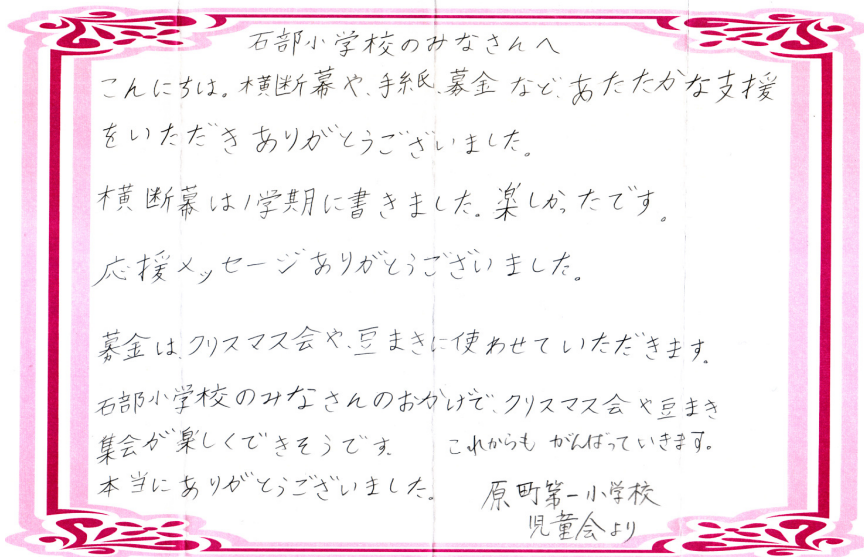 石部小学校のみなさんへ
こんにちは。横断幕や、手紙、募金など、あたたかな支援
をいただきありがとうございました。
横断幕は1学期に書きました。楽しかったです。
応援メッセージありがとうございました。
募金はクリスマス会や、豆まきに使わせていただきます。
石部小学校のみなさんのおかげで、クリスマス会や豆まき
集会が楽しくできそうです。 これからもがんばっていきます。
本当にありがとうございました。
原町第一小学校
児童会より